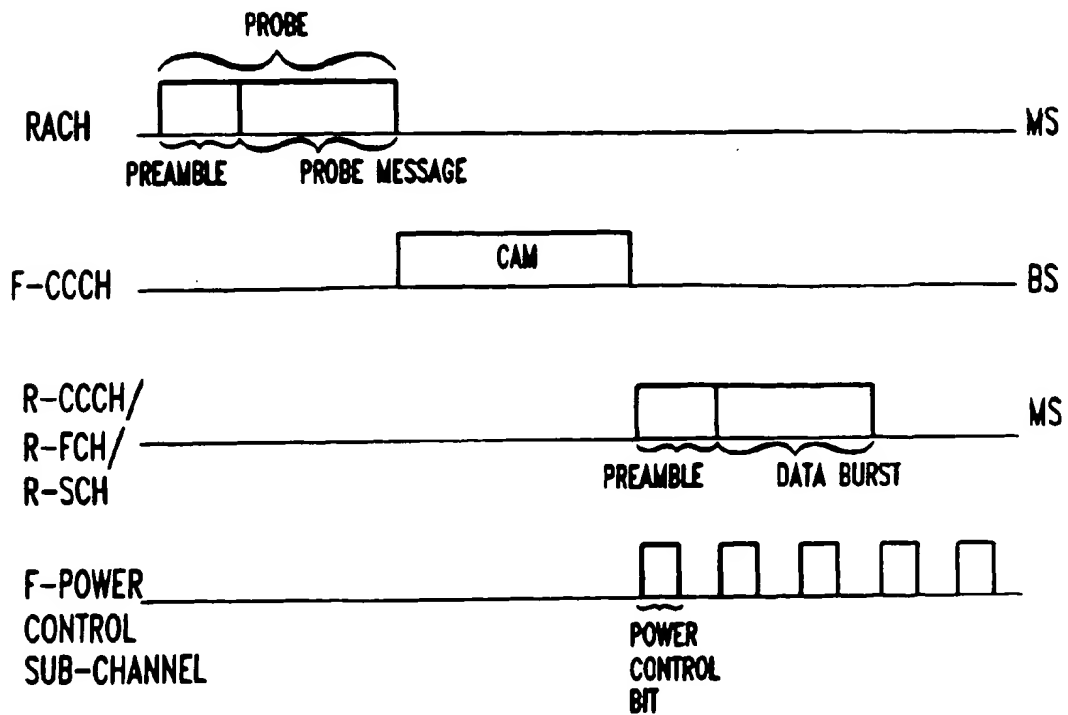 PROBE
RACH
MS
PREAMBLE
PROBE MESSAGE
CAM
F-CCCH
BS
R-CCCH/
R-FCH/
R-SCH
MS
PREAMBLE
DATA BURST
F-POWER
CONTROL
SUB-CHANNEL
POWER
CONTROL
BIT